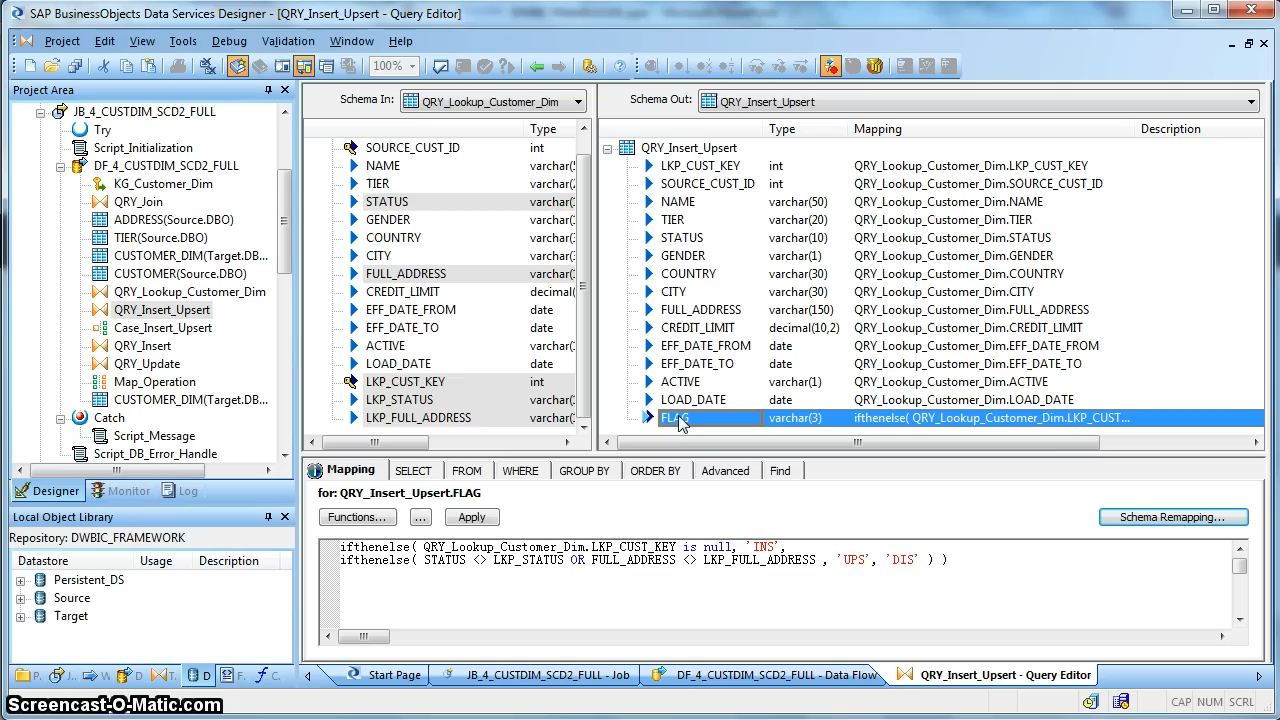 SAP BusinessObjects Data Services Designer - [QRY_Insert_Upsert - Query Editor]
Project Edit View Tools Debug Validation Window Help
100%
Project Area
JB_4_CUSTDIM_SCD2_FULL
Try
Script_Initialization
DF_4_CUSTDIM_SCD2_FULL
KG_Customer_Dim
QRY_Join
ADDRESS(Source.DBO)
TIER(Source.DBO)
CUSTOMER_DIM(Target.DB...
CUSTOMER(Source.DBO)
QRY_Lookup_Customer_Dim
QRY_Insert_Upsert
Case_Insert_Upsert
QRY_Insert
QRY_Update
Map_Operation
Catch
Script_Message
Script_DB_Error_Handle
Designer Monitor Log
Local Object Library
Repository: DWBIC_FRAMEWORK
Datastore Usage Description
Persistent_DS
Source
Target
P. J.. W. D. T. D F. C.
Schema In: QRY_Lookup_Customer_Dim
Type
SOURCE_CUST_ID int
NAME varchar(
TIER varchar(
STATUS varchar(
GENDER varchar(
COUNTRY varchar(
CITY varchar(
FULL_ADDRESS varchar(
CREDIT_LIMIT decimal(
EFF_DATE_FROM date
EFF_DATE_TO date
ACTIVE varchar(
LOAD_DATE date
LKP_CUST_KEY int
LKP_STATUS varchar(
LKP_FULL_ADDRESS varchar(
Schema Out: QRY_Insert_Upsert
Type Mapping Description
QRY_Insert_Upsert
LKP_CUST_KEY int QRY_Lookup_Customer_Dim.LKP_CUST_KEY
SOURCE_CUST_ID int QRY_Lookup_Customer_Dim.SOURCE_CUST_ID
NAME varchar(50) QRY_Lookup_Customer_Dim.NAME
TIER varchar(20) QRY_Lookup_Customer_Dim.TIER
STATUS varchar(10) QRY_Lookup_Customer_Dim.STATUS
GENDER varchar(1) QRY_Lookup_Customer_Dim.GENDER
COUNTRY varchar(30) QRY_Lookup_Customer_Dim.COUNTRY
CITY varchar(30) QRY_Lookup_Customer_Dim.CITY
FULL_ADDRESS varchar(150) QRY_Lookup_Customer_Dim.FULL_ADDRESS
CREDIT_LIMIT decimal(10,2) QRY_Lookup_Customer_Dim.CREDIT_LIMIT
EFF_DATE_FROM date QRY_Lookup_Customer_Dim.EFF_DATE_FROM
EFF_DATE_TO date QRY_Lookup_Customer_Dim.EFF_DATE_TO
ACTIVE varchar(1) QRY_Lookup_Customer_Dim.ACTIVE
LOAD_DATE date QRY_Lookup_Customer_Dim.LOAD_DATE
FLAG varchar(3) ifthenelse( QRY_Lookup_Customer_Dim.LKP_CUST...
Mapping SELECT FROM WHERE GROUP BY ORDER BY Advanced Find
for: QRY_Insert_Upsert.FLAG
Functions... ... Apply Schema Remapping...
ifthenelse( QRY_Lookup_Customer_Dim.LKP_CUST_KEY is null, 'INS',
ifthenelse( STATUS <> LKP_STATUS OR FULL_ADDRESS <> LKP_FULL_ADDRESS , 'UPS', 'DIS' ) )
Start Page JB_4_CUSTDIM_SCD2_FULL - Job DF_4_CUSTDIM_SCD2_FULL - Data Flow QRY_Insert_Upsert - Query Editor
CAP NUM SCRL
Screencast-O-Matic.com